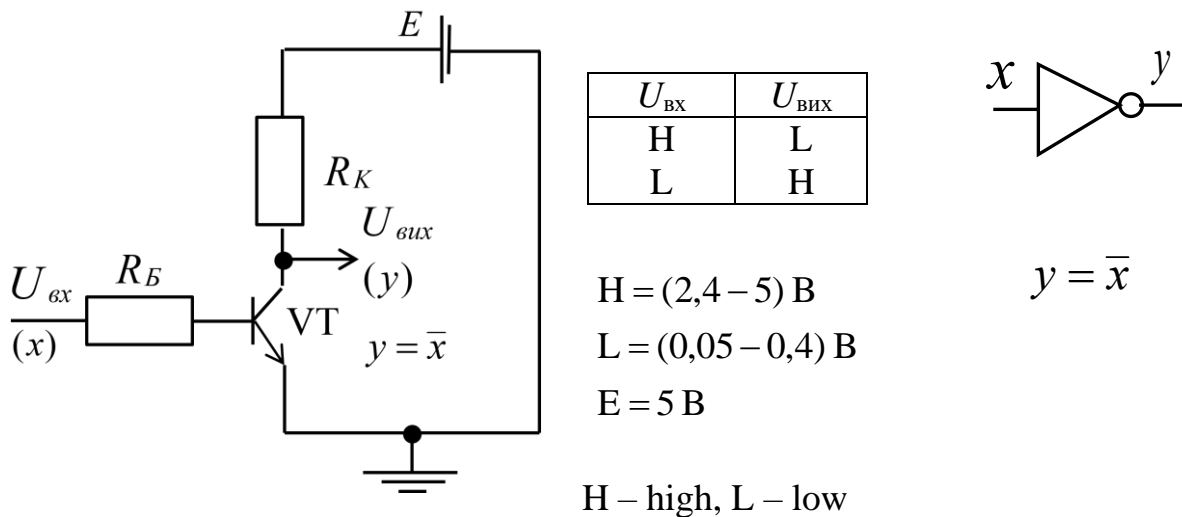 E
R_K
U_вих
(y)
U_вх
R_Б
(x)
VT
y = x̅
U_вх U_вих
H L
L H
H = (2,4 – 5) В
L = (0,05 – 0,4) В
E = 5 В
H – high, L – low
x y
y = x̅